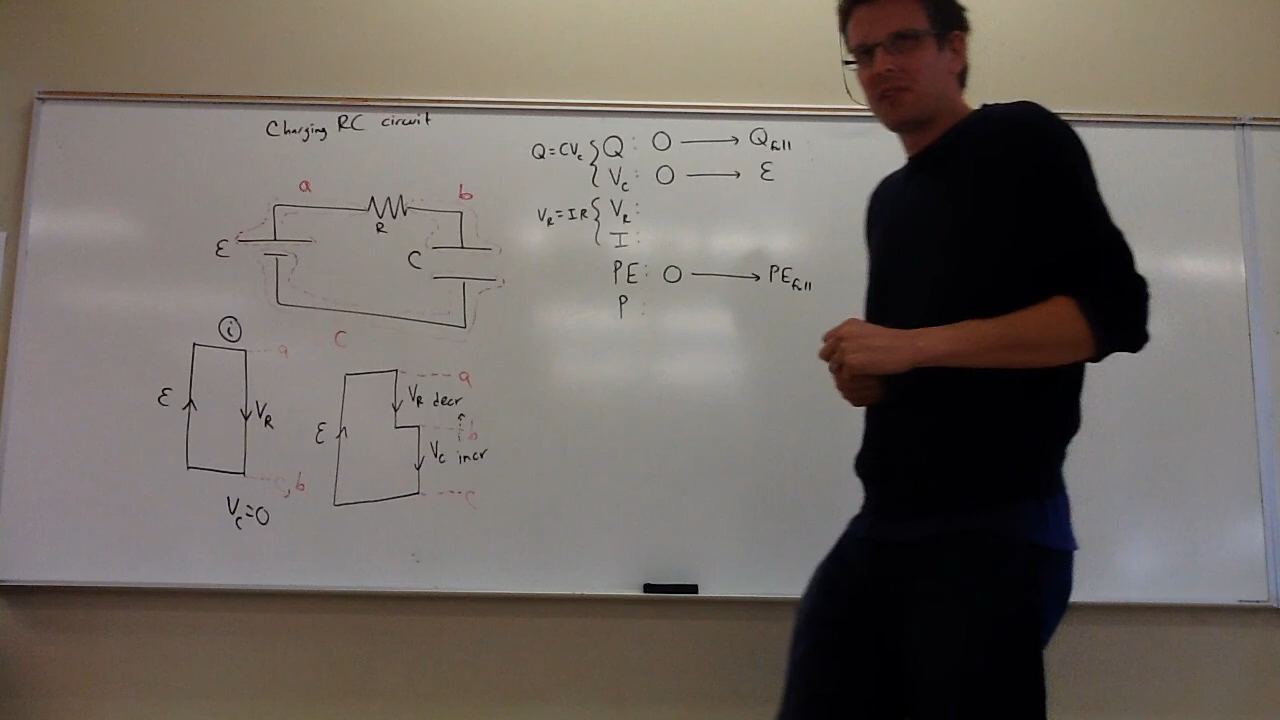 Charging RC circuit
a
b
R
ε
C
c
i
a
ε
V_R
b
V_C=0
a
V_R decr
ε
b
V_C incr
c
Q=CV_C { Q: 0 → Q_full
V_C: 0 → ε
V_R=IR { V_R:
I:
PE: 0 → PE_full
P: